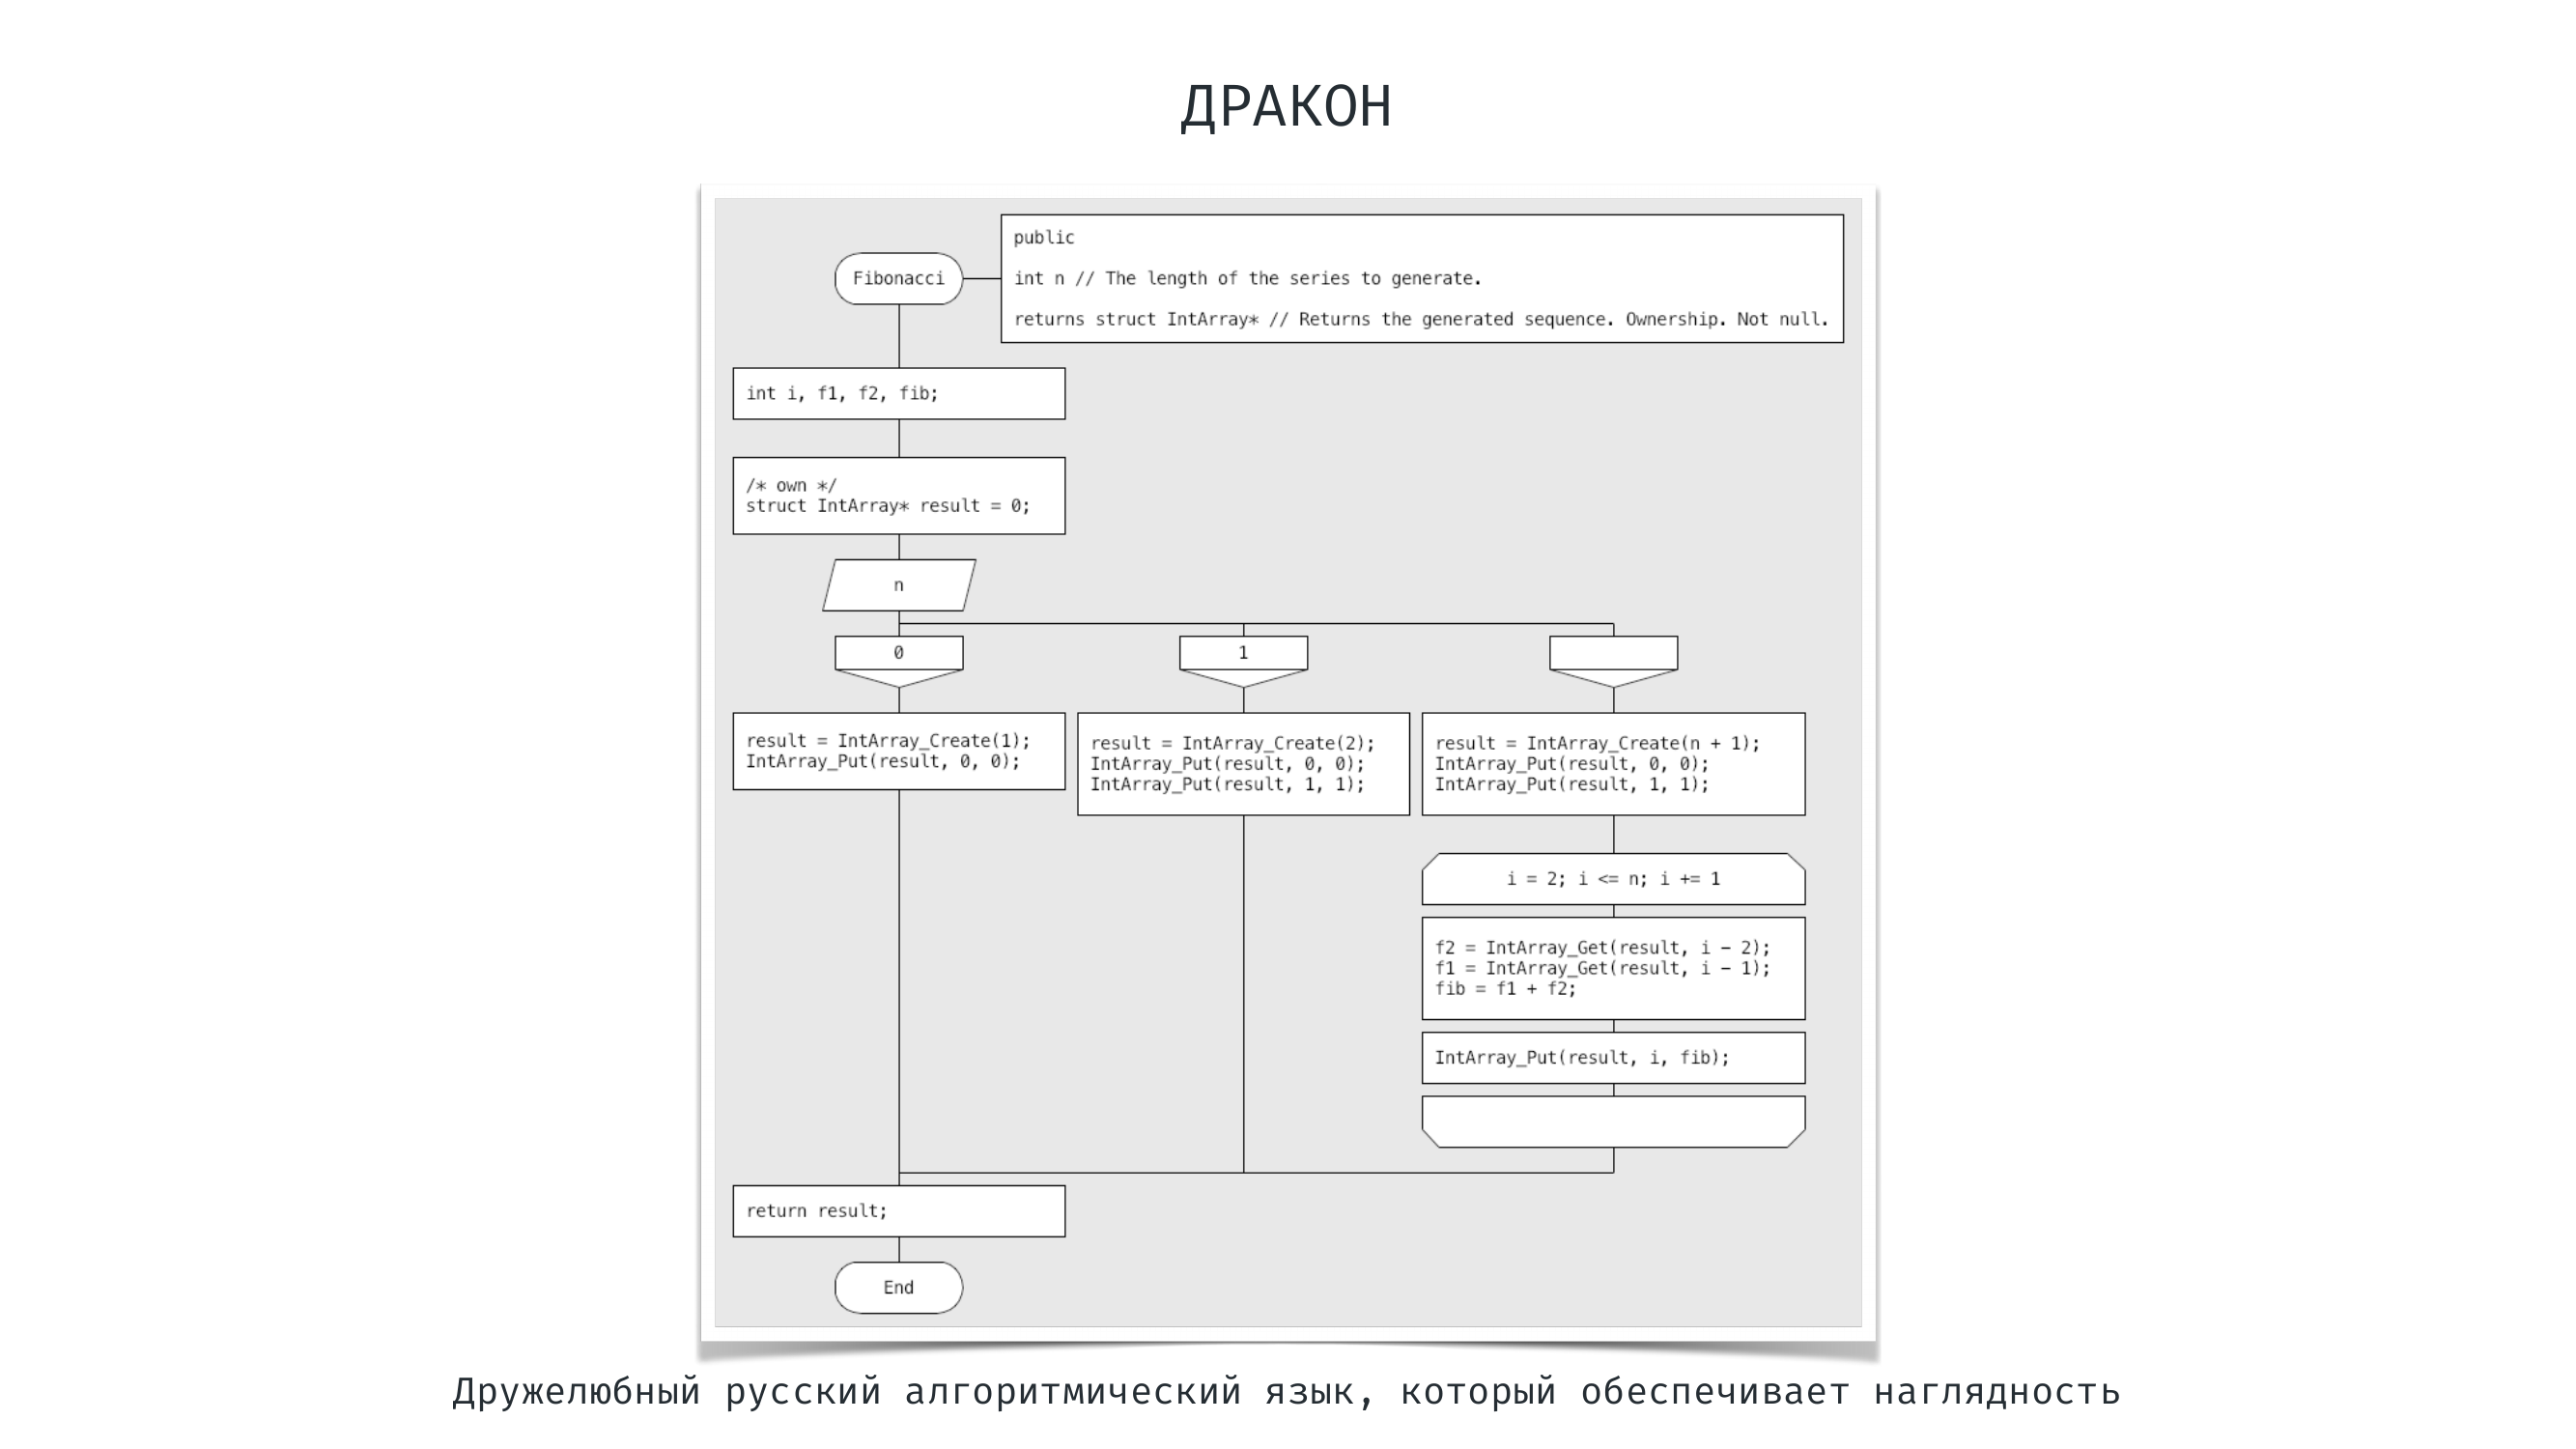 ДРАКОН
Fibonacci
public
int n // The length of the series to generate.
returns struct IntArray* // Returns the generated sequence. Ownership. Not null.
int i, f1, f2, fib;
/* own */
struct IntArray* result = 0;
n
0
1
result = IntArray_Create(1);
IntArray_Put(result, 0, 0);
result = IntArray_Create(2);
IntArray_Put(result, 0, 0);
IntArray_Put(result, 1, 1);
result = IntArray_Create(n + 1);
IntArray_Put(result, 0, 0);
IntArray_Put(result, 1, 1);
i = 2; i <= n; i += 1
f2 = IntArray_Get(result, i - 2);
f1 = IntArray_Get(result, i - 1);
fib = f1 + f2;
IntArray_Put(result, i, fib);
return result;
End
Дружелюбный русский алгоритмический язык, который обеспечивает наглядность